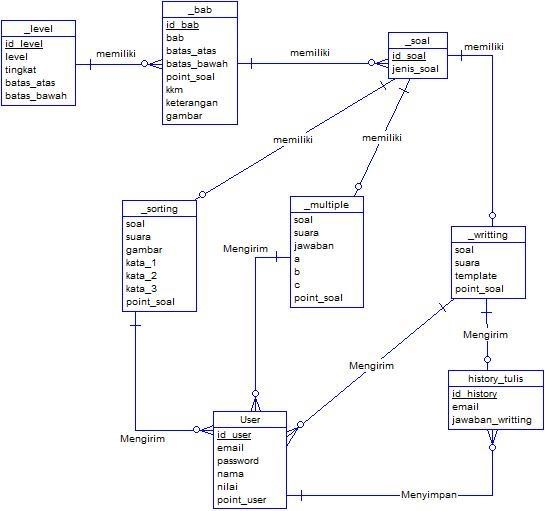 _level
id_level
level
tingkat
batas_atas
batas_bawah
memiliki
_bab
id_bab
bab
batas_atas
batas_bawah
point_soal
kkm
keterangan
gambar
memiliki
_soal
id_soal
jenis_soal
memiliki
memiliki
memiliki
_sorting
soal
suara
gambar
kata_1
kata_2
kata_3
point_soal
_multiple
soal
suara
jawaban
a
b
c
point_soal
_writting
soal
suara
template
point_soal
Mengirim
Mengirim
Mengirim
Mengirim
history_tulis
id_history
email
jawaban_writting
User
id_user
email
password
nama
nilai
point_user
Menyimpan